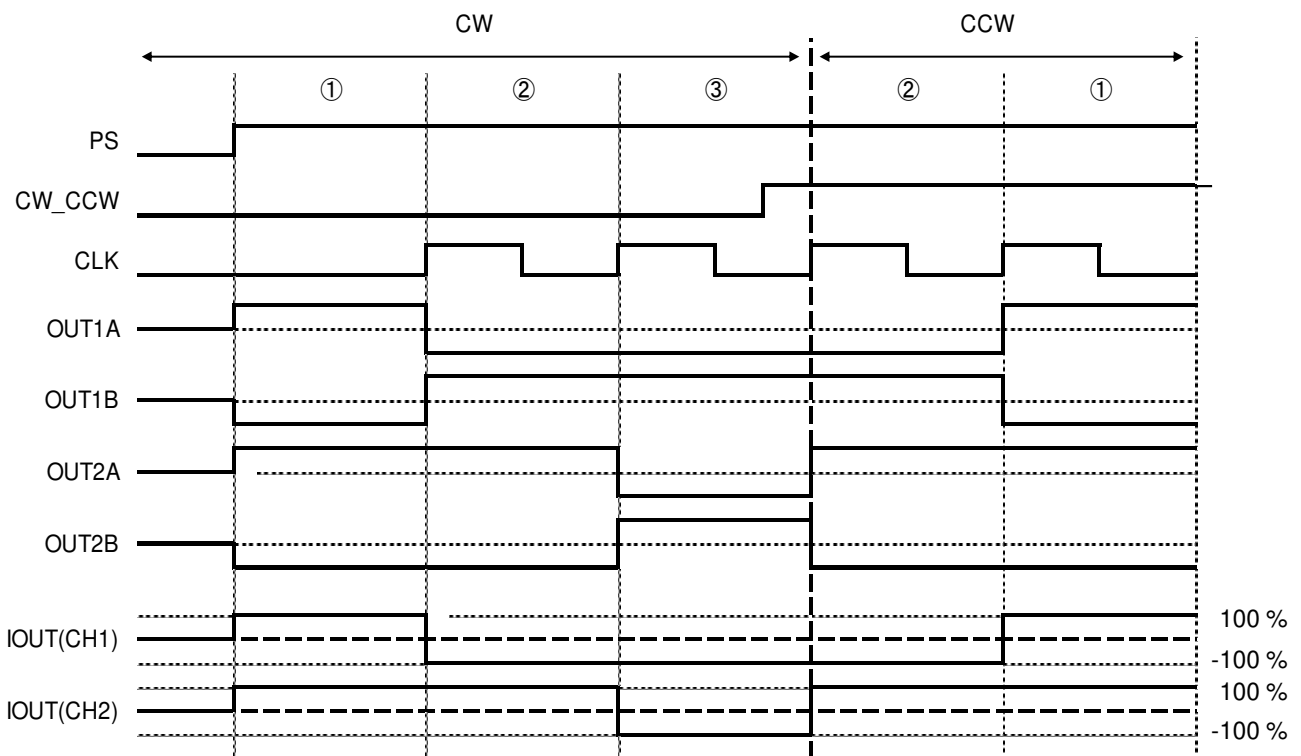 CW CCW
① ② ③ ② ①
PS
CW_CCW
CLK
OUT1A
OUT1B
OUT2A
OUT2B
IOUT(CH1)
100 %
-100 %
IOUT(CH2)
100 %
-100 %